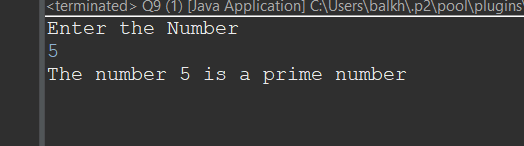 <terminated> Q9 (1) [Java Application] C:\Users\balkh\.p2\pool\plugins\
Enter the Number
5
The number 5 is a prime number